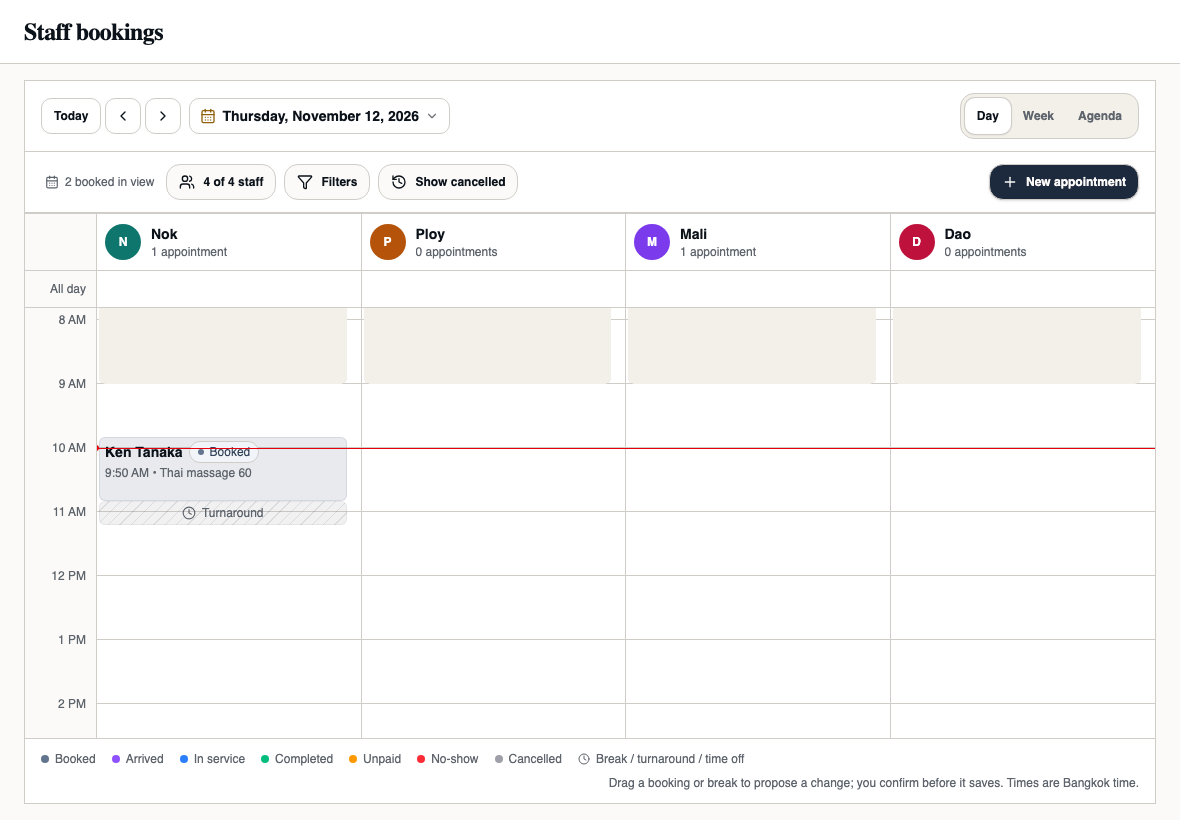 Staff bookings
Today
Thursday, November 12, 2026
Day Week Agenda
2 booked in view
4 of 4 staff
Filters
Show cancelled
New appointment
N Nok
1 appointment
P Ploy
0 appointments
M Mali
1 appointment
D Dao
0 appointments
All day
8 AM
9 AM
10 AM
Ken Tanaka Booked
9:50 AM • Thai massage 60
11 AM
Turnaround
12 PM
1 PM
2 PM
Booked Arrived In service Completed Unpaid No-show Cancelled Break / turnaround / time off
Drag a booking or break to propose a change; you confirm before it saves. Times are Bangkok time.